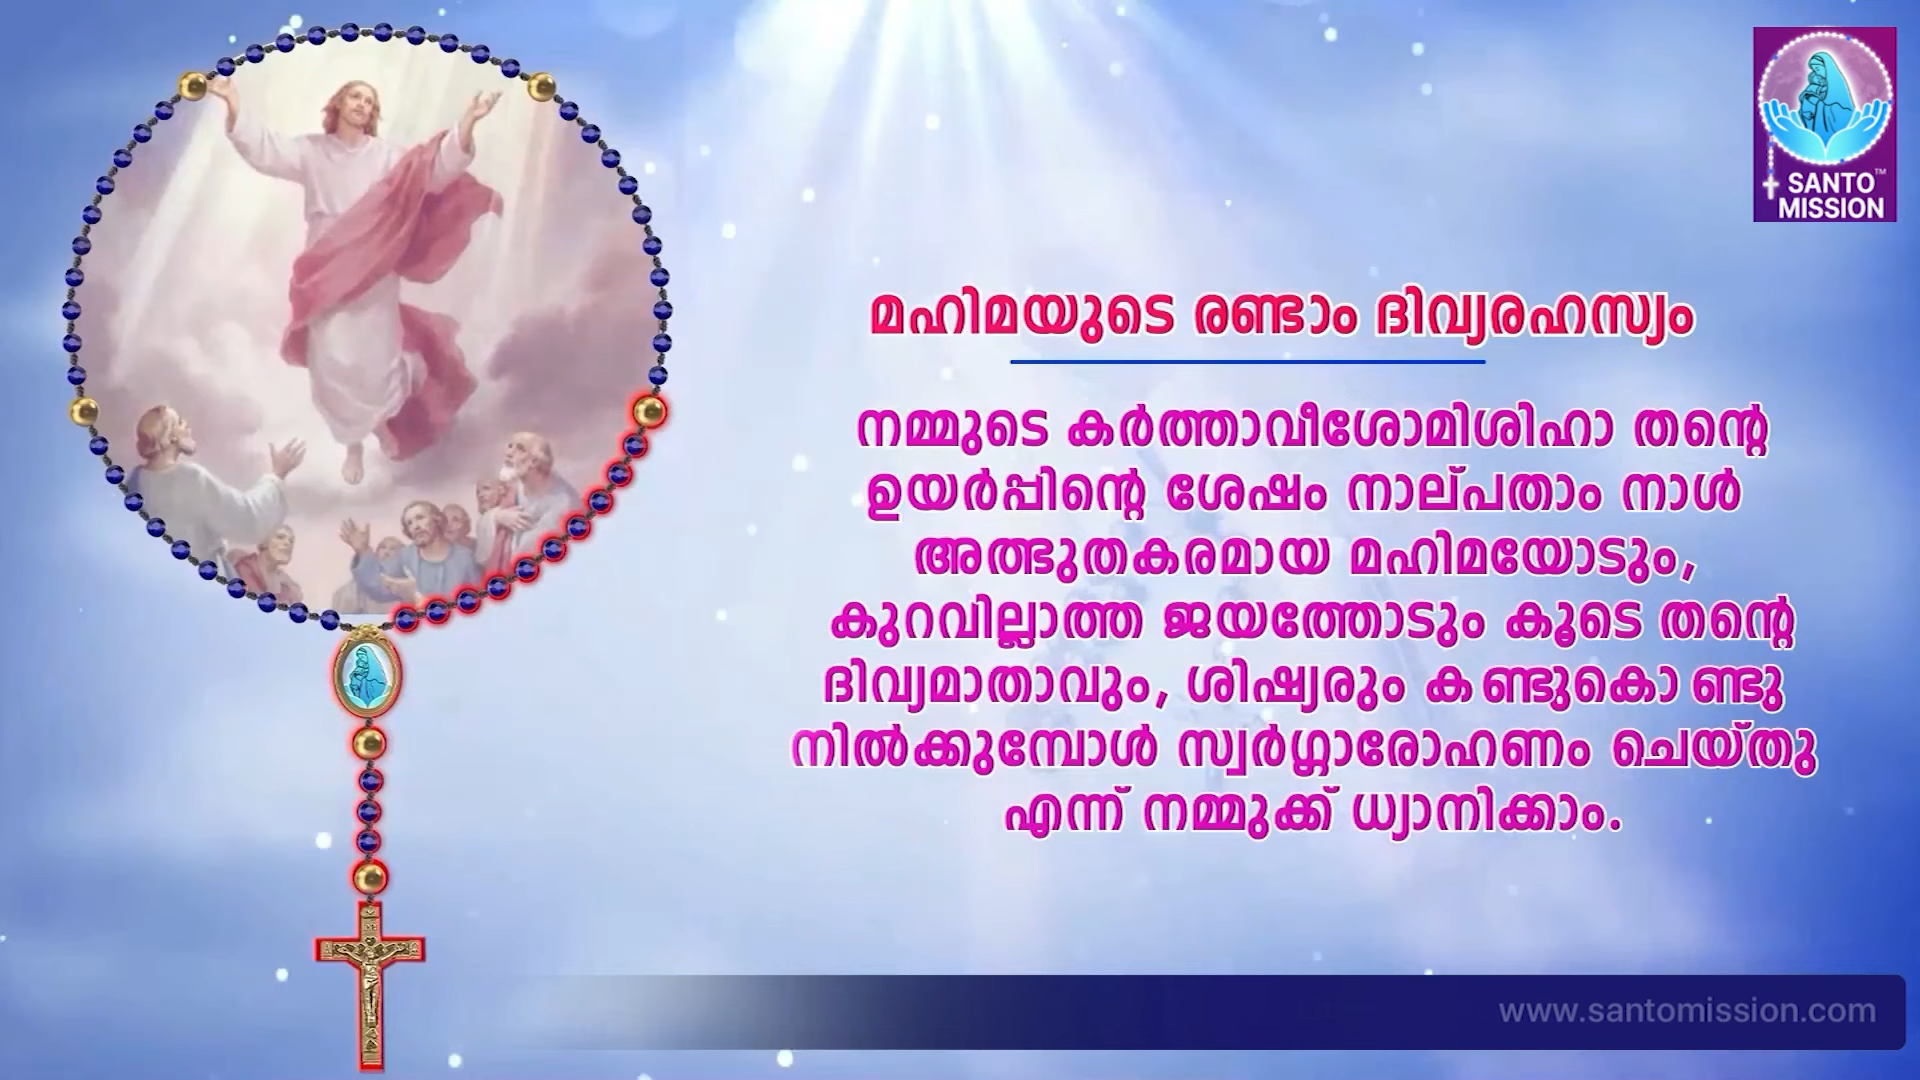 SANTO™
MISSION
മഹിമയുടെ രണ്ടാം ദിവ്യരഹസ്യം
നമ്മുടെ കർത്താവീശോമിശിഹാ തന്റെ
ഉയർപ്പിന്റെ ശേഷം നാല്പതാം നാൾ
അത്ഭുതകരമായ മഹിമയോടും,
കുറവില്ലാത്ത ജയത്തോടും കൂടെ തന്റെ
ദിവ്യമാതാവും, ശിഷ്യരും കണ്ടുകൊ ണ്ടു
നിൽക്കുമ്പോൾ സ്വർഗ്ഗാരോഹണം ചെയ്തു
എന്ന് നമ്മുക്ക് ധ്യാനിക്കാം.
www.santomission.com